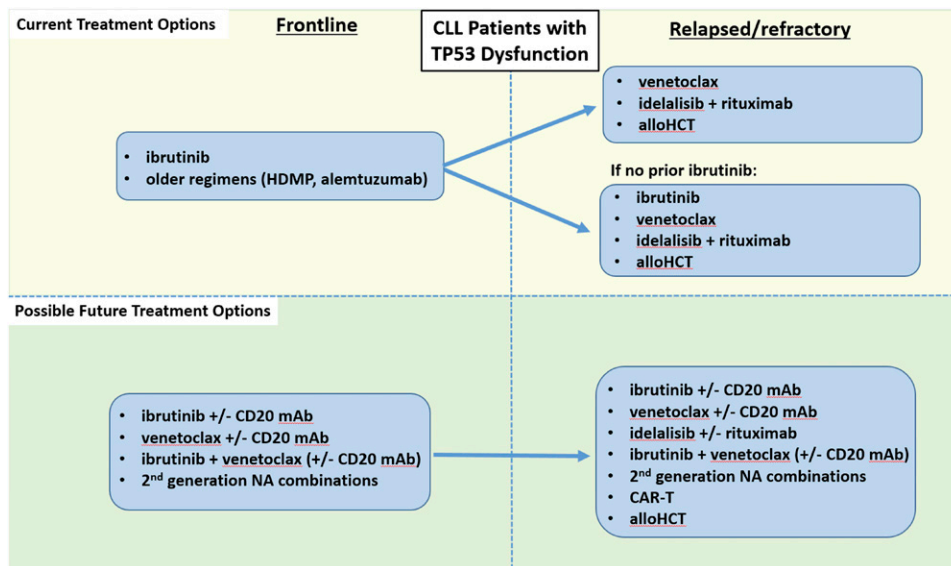 Current Treatment Options
Frontline
CLL Patients with
TP53 Dysfunction
Relapsed/refractory
• ibrutinib
• older regimens (HDMP, alemtuzumab)
• venetoclax
• idelalisib + rituximab
• alloHCT
If no prior ibrutinib:
• ibrutinib
• venetoclax
• idelalisib + rituximab
• alloHCT
Possible Future Treatment Options
• ibrutinib +/- CD20 mAb
• venetoclax +/- CD20 mAb
• ibrutinib + venetoclax (+/- CD20 mAb)
• 2nd generation NA combinations
• ibrutinib +/- CD20 mAb
• venetoclax +/- CD20 mAb
• idelalisib +/- rituximab
• ibrutinib + venetoclax (+/- CD20 mAb)
• 2nd generation NA combinations
• CAR-T
• alloHCT